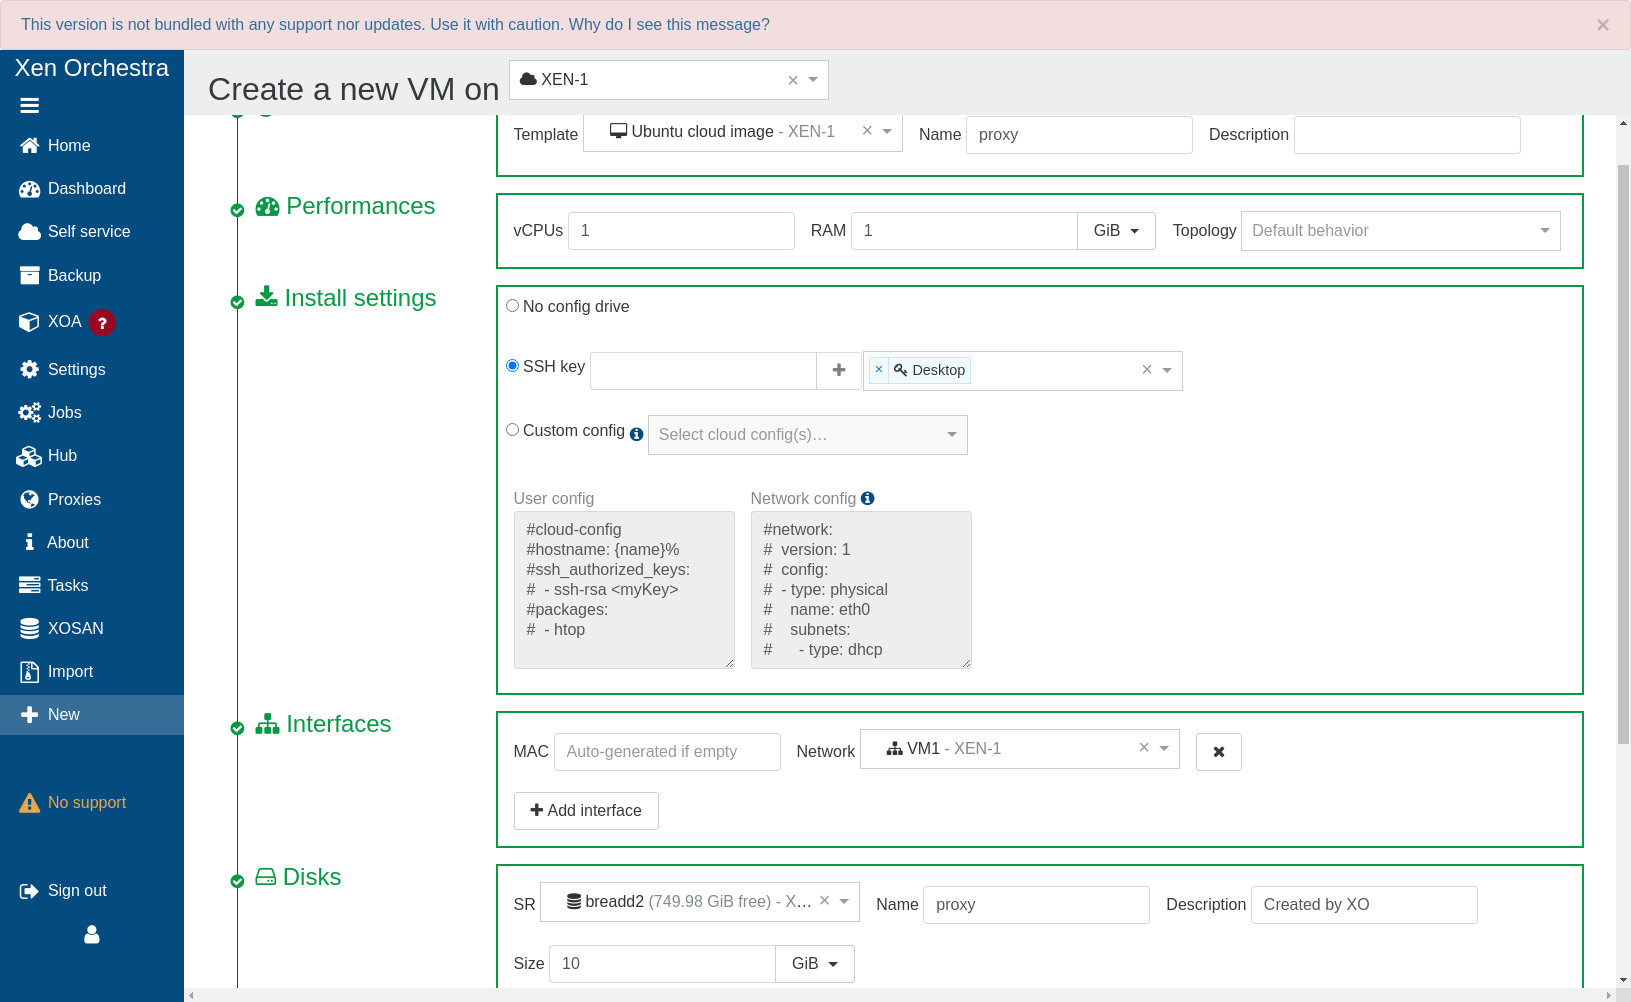 This version is not bundled with any support nor updates. Use it with caution. Why do I see this message?
×
Xen Orchestra
Home
Dashboard
Self service
Backup
XOA ?
Settings
Jobs
Hub
Proxies
About
Tasks
XOSAN
Import
New
No support
Sign out
Create a new VM on XEN-1 ×
Template Ubuntu cloud image - XEN-1 × Name proxy Description
Performances
vCPUs 1 RAM 1 GiB Topology Default behavior
Install settings
No config drive
SSH key × Desktop ×
Custom config Select cloud config(s)…
User config
#cloud-config
#hostname: {name}%
#ssh_authorized_keys:
#  - ssh-rsa <myKey>
#packages:
#  - htop
Network config
#network:
#  version: 1
#  config:
#  - type: physical
#    name: eth0
#    subnets:
#      - type: dhcp
Interfaces
MAC Auto-generated if empty Network VM1 - XEN-1 ×
Add interface
Disks
SR breadd2 (749.98 GiB free) - X... × Name proxy Description Created by XO
Size 10 GiB